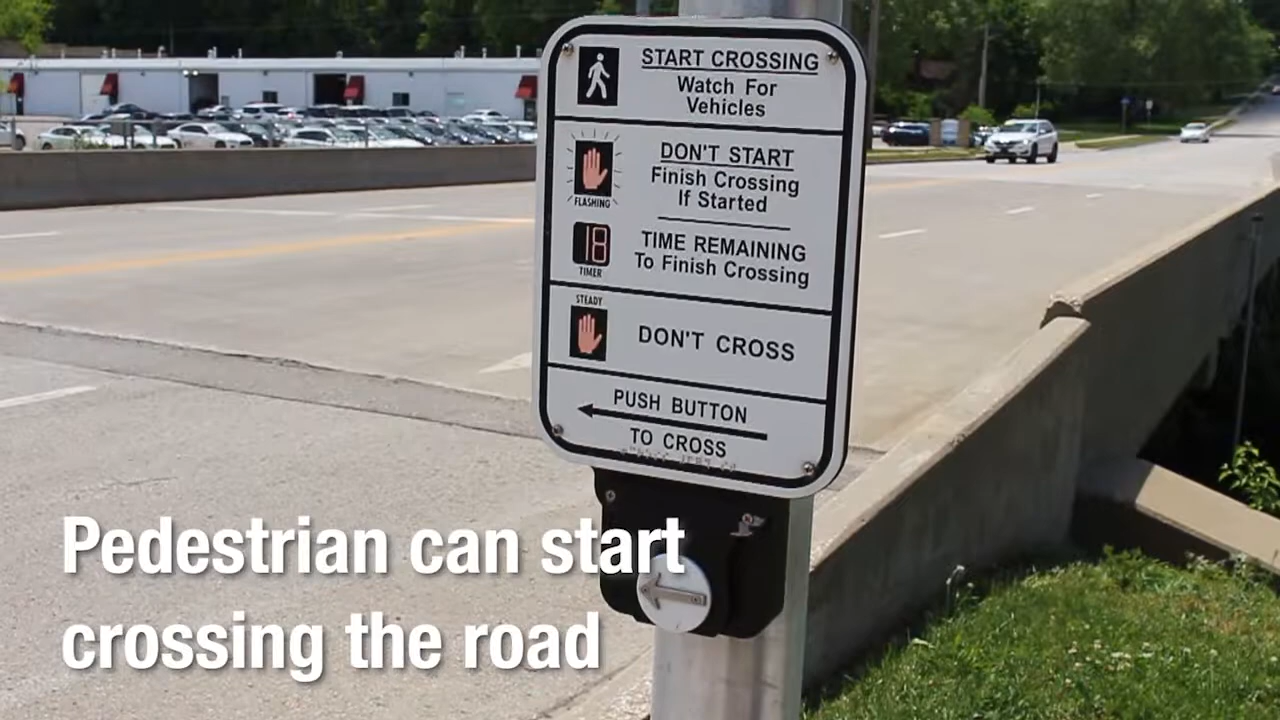 START CROSSING
Watch For
Vehicles
DON'T START
Finish Crossing
If Started
FLASHING
18
TIMER
TIME REMAINING
To Finish Crossing
STEADY
DON'T CROSS
PUSH BUTTON
TO CROSS
Pedestrian can start
crossing the road